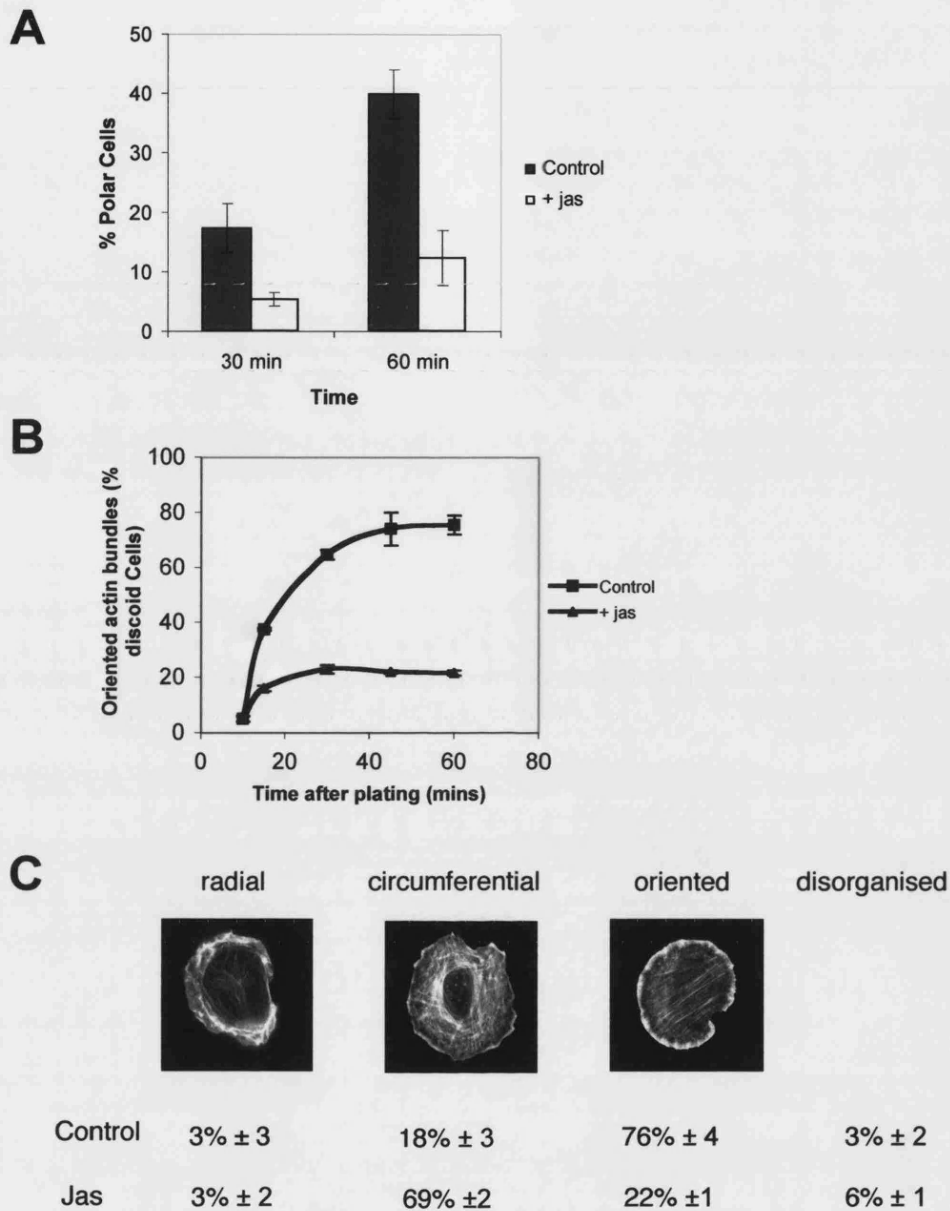 A
50
40
30
20
10
0
% Polar Cells
30 min
60 min
Time
Control
+ jas
B
100
80
60
40
20
0
Oriented actin bundles (%
discoid Cells)
0
20
40
60
80
Time after plating (mins)
Control
+ jas
C
radial
circumferential
oriented
disorganised
Control 3% ± 3 18% ± 3 76% ± 4 3% ± 2
Jas 3% ± 2 69% ±2 22% ±1 6% ± 1